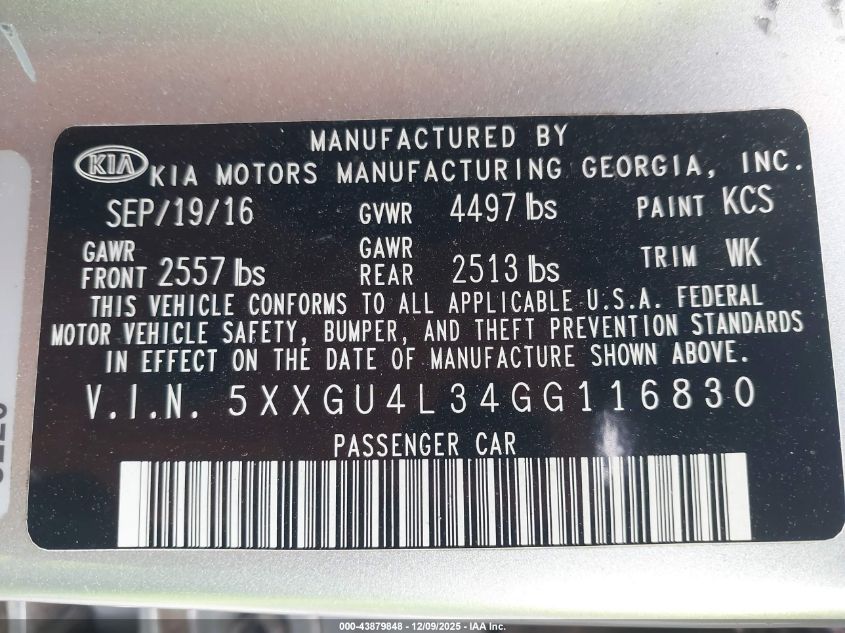 MANUFACTURED BY
KIA KIA MOTORS MANUFACTURING GEORGIA, INC.
SEP/19/16 GVWR 4497 lbs PAINT KCS
GAWR FRONT 2557 lbs GAWR REAR 2513 lbs TRIM WK
THIS VEHICLE CONFORMS TO ALL APPLICABLE U.S.A. FEDERAL
MOTOR VEHICLE SAFETY, BUMPER, AND THEFT PREVENTION STANDARDS
IN EFFECT ON THE DATE OF MANUFACTURE SHOWN ABOVE.
V.I.N. 5XXGU4L34GG116830
PASSENGER CAR
000-43879848 - 12/09/2025 - IAA Inc.